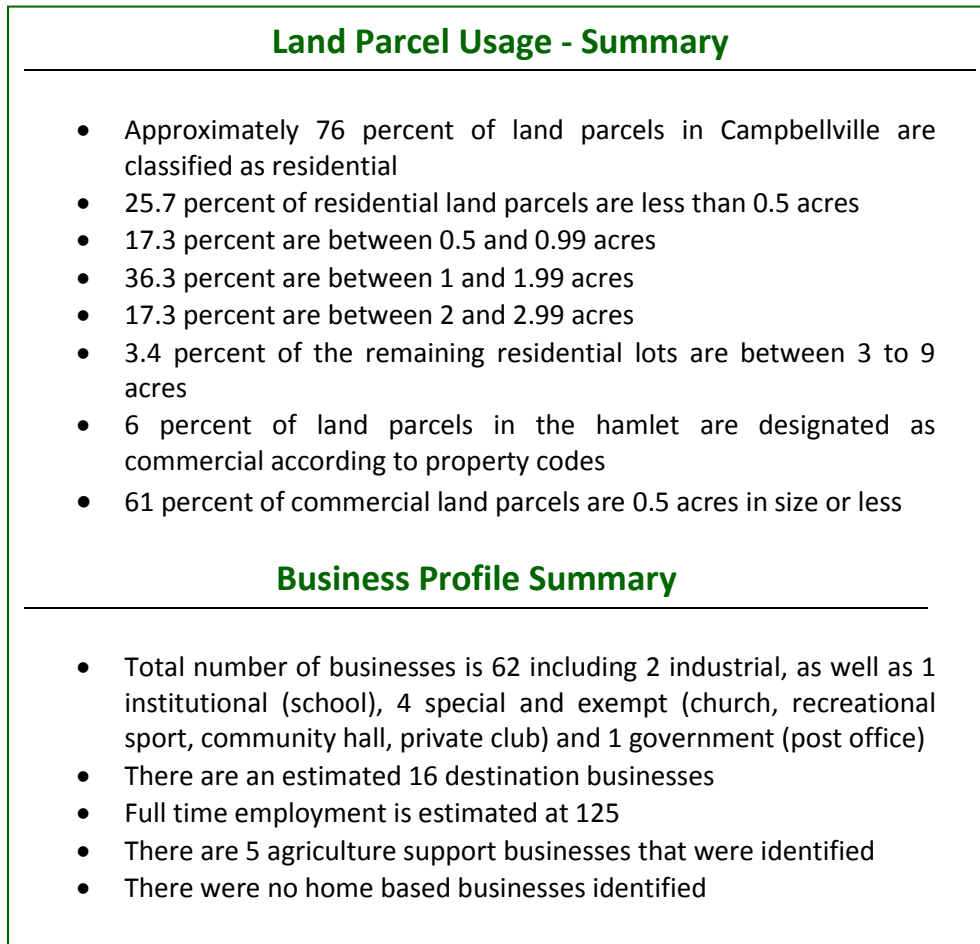 Land Parcel Usage - Summary
• Approximately 76 percent of land parcels in Campbellville are
classified as residential
• 25.7 percent of residential land parcels are less than 0.5 acres
• 17.3 percent are between 0.5 and 0.99 acres
• 36.3 percent are between 1 and 1.99 acres
• 17.3 percent are between 2 and 2.99 acres
• 3.4 percent of the remaining residential lots are between 3 to 9
acres
• 6 percent of land parcels in the hamlet are designated as
commercial according to property codes
• 61 percent of commercial land parcels are 0.5 acres in size or less
Business Profile Summary
• Total number of businesses is 62 including 2 industrial, as well as 1
institutional (school), 4 special and exempt (church, recreational
sport, community hall, private club) and 1 government (post office)
• There are an estimated 16 destination businesses
• Full time employment is estimated at 125
• There are 5 agriculture support businesses that were identified
• There were no home based businesses identified